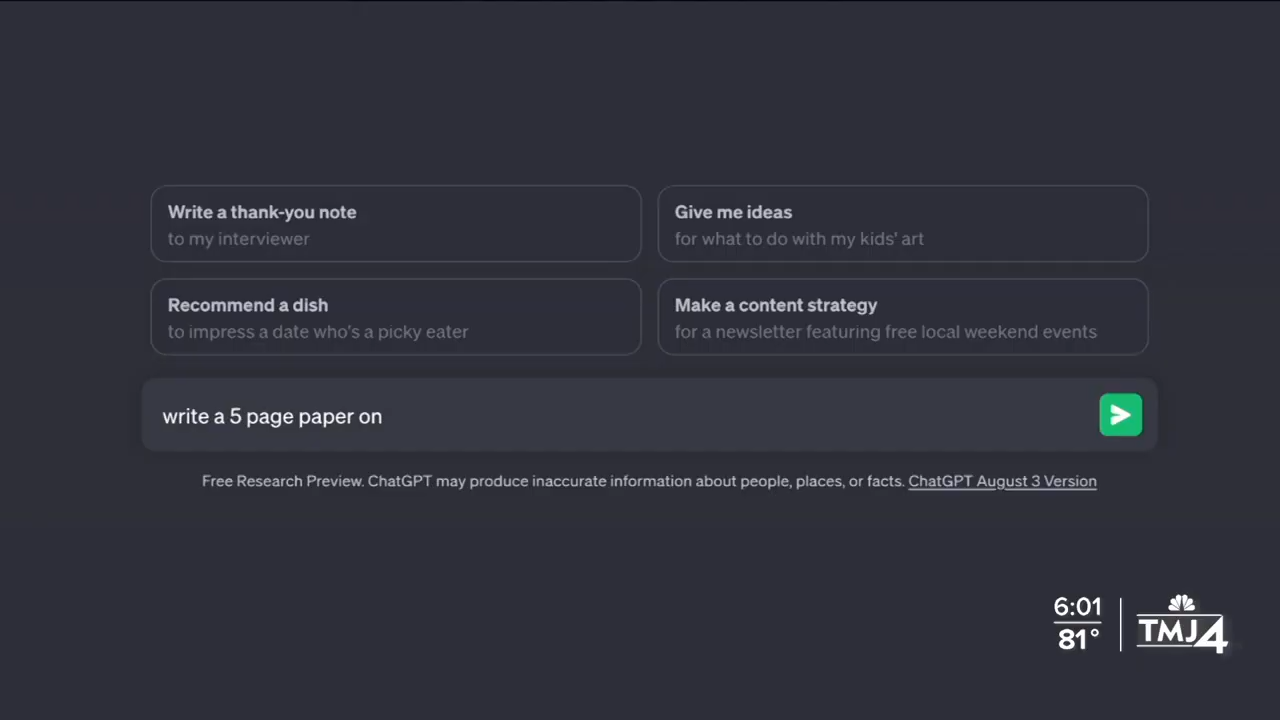 Write a thank-you note
to my interviewer
Give me ideas
for what to do with my kids' art
Recommend a dish
to impress a date who's a picky eater
Make a content strategy
for a newsletter featuring free local weekend events
write a 5 page paper on
Free Research Preview. ChatGPT may produce inaccurate information about people, places, or facts. ChatGPT August 3 Version
6:01
81°
TMJ4